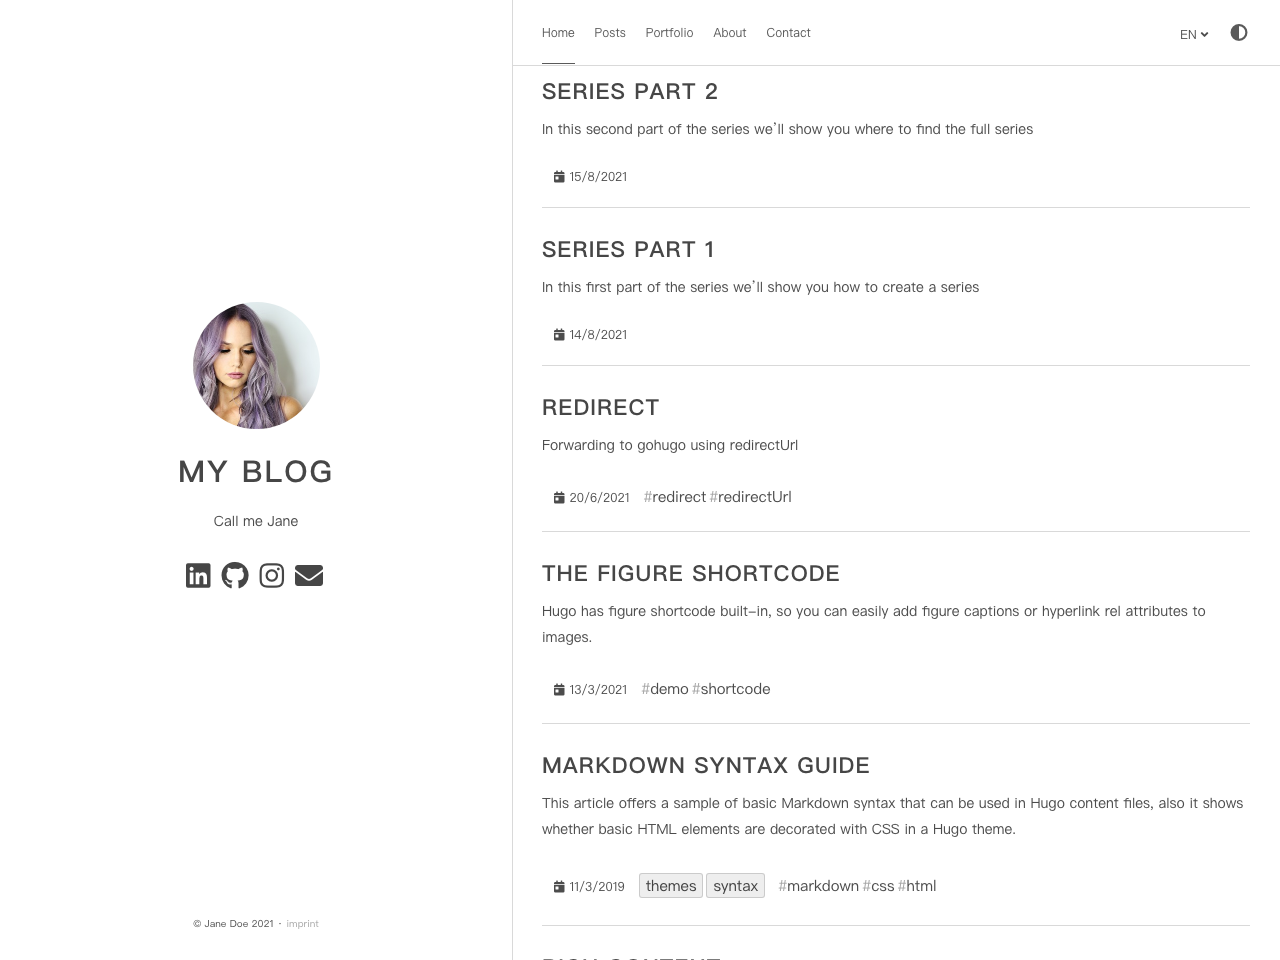 Home Posts Portfolio About Contact EN
MY BLOG
Call me Jane
© Jane Doe 2021 · imprint
SERIES PART 2
In this second part of the series we’ll show you where to find the full series
15/8/2021
SERIES PART 1
In this first part of the series we’ll show you how to create a series
14/8/2021
REDIRECT
Forwarding to gohugo using redirectUrl
20/6/2021 #redirect #redirectUrl
THE FIGURE SHORTCODE
Hugo has figure shortcode built-in, so you can easily add figure captions or hyperlink rel attributes to
images.
13/3/2021 #demo #shortcode
MARKDOWN SYNTAX GUIDE
This article offers a sample of basic Markdown syntax that can be used in Hugo content files, also it shows
whether basic HTML elements are decorated with CSS in a Hugo theme.
11/3/2019 themes syntax #markdown #css #html